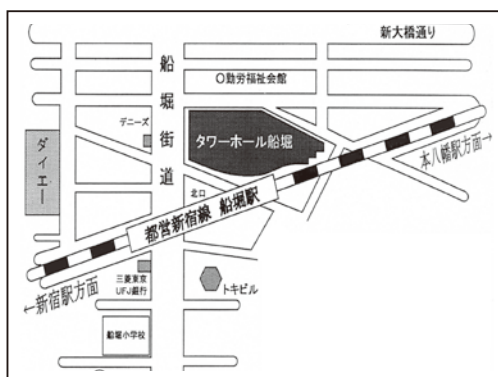 新大橋通り
船堀街道
〇勤労福祉会館
デニーズ
タワーホール船堀
ダイエー
本八幡駅方面→
北口
都営新宿線 船堀駅
←新宿駅方面
三菱東京
UFJ銀行
トキビル
船堀小学校